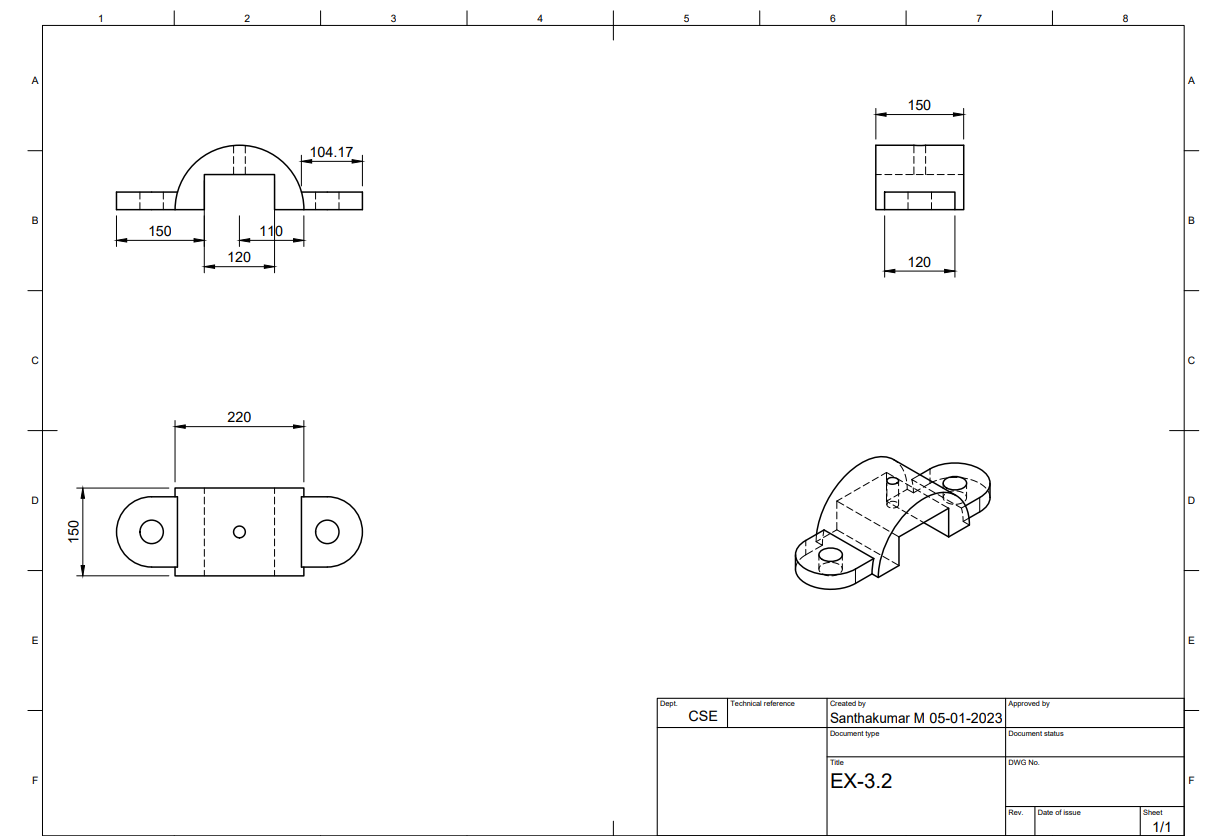 1 2 3 4 5 6 7 8
A A
150
104.17
B B
150 110
120
120
C C
220
D D
150
E E
Dept. Technical reference Created by Approved by
CSE Santhakumar M 05-01-2023
Document type Document status
Title DWG No.
EX-3.2
F F
Rev. Date of issue Sheet
1/1